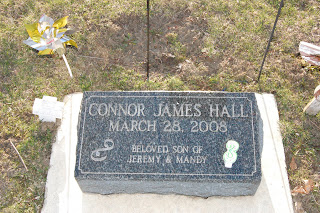 CONNOR JAMES HALL
MARCH 28, 2008
BELOVED SON OF
JEREMY & MANDY